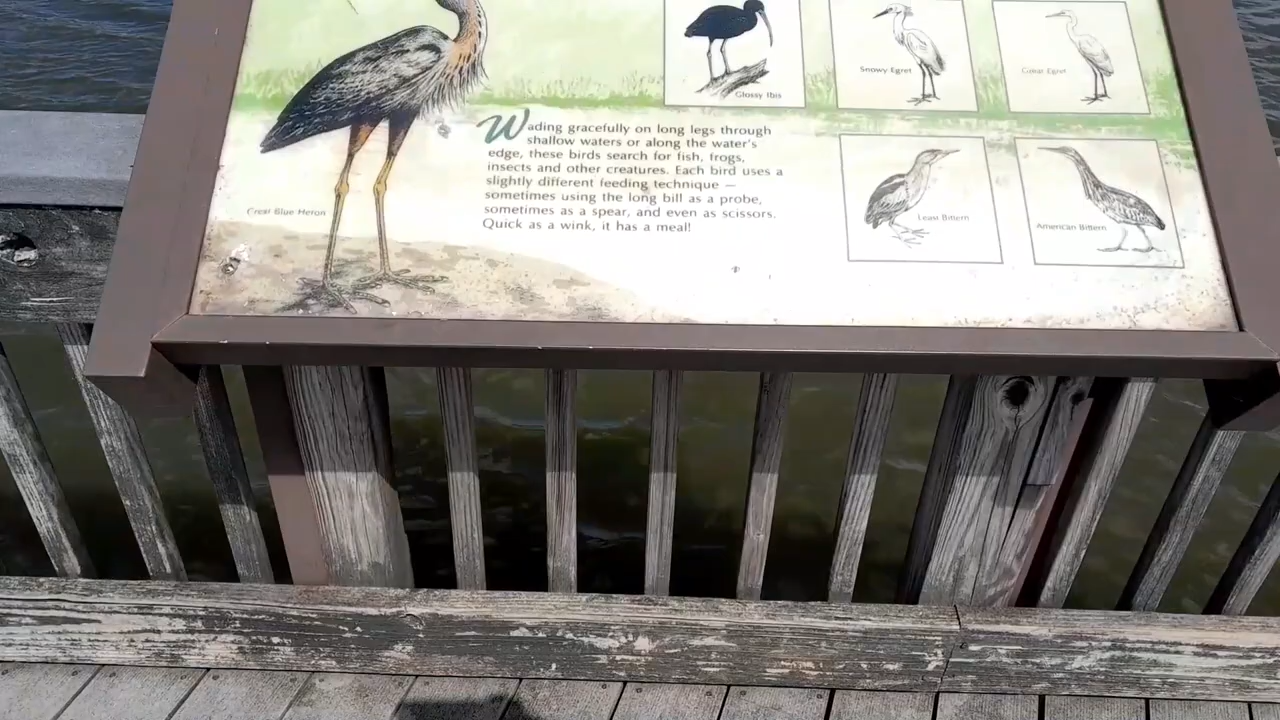 Glossy Ibis
Snowy Egret
Great Egret
Wading gracefully on long legs through
shallow waters or along the water's
edge, these birds search for fish, frogs,
insects and other creatures. Each bird uses a
slightly different feeding technique —
sometimes using the long bill as a probe,
sometimes as a spear, and even as scissors.
Quick as a wink, it has a meal!
Great Blue Heron
Least Bittern
American Bittern